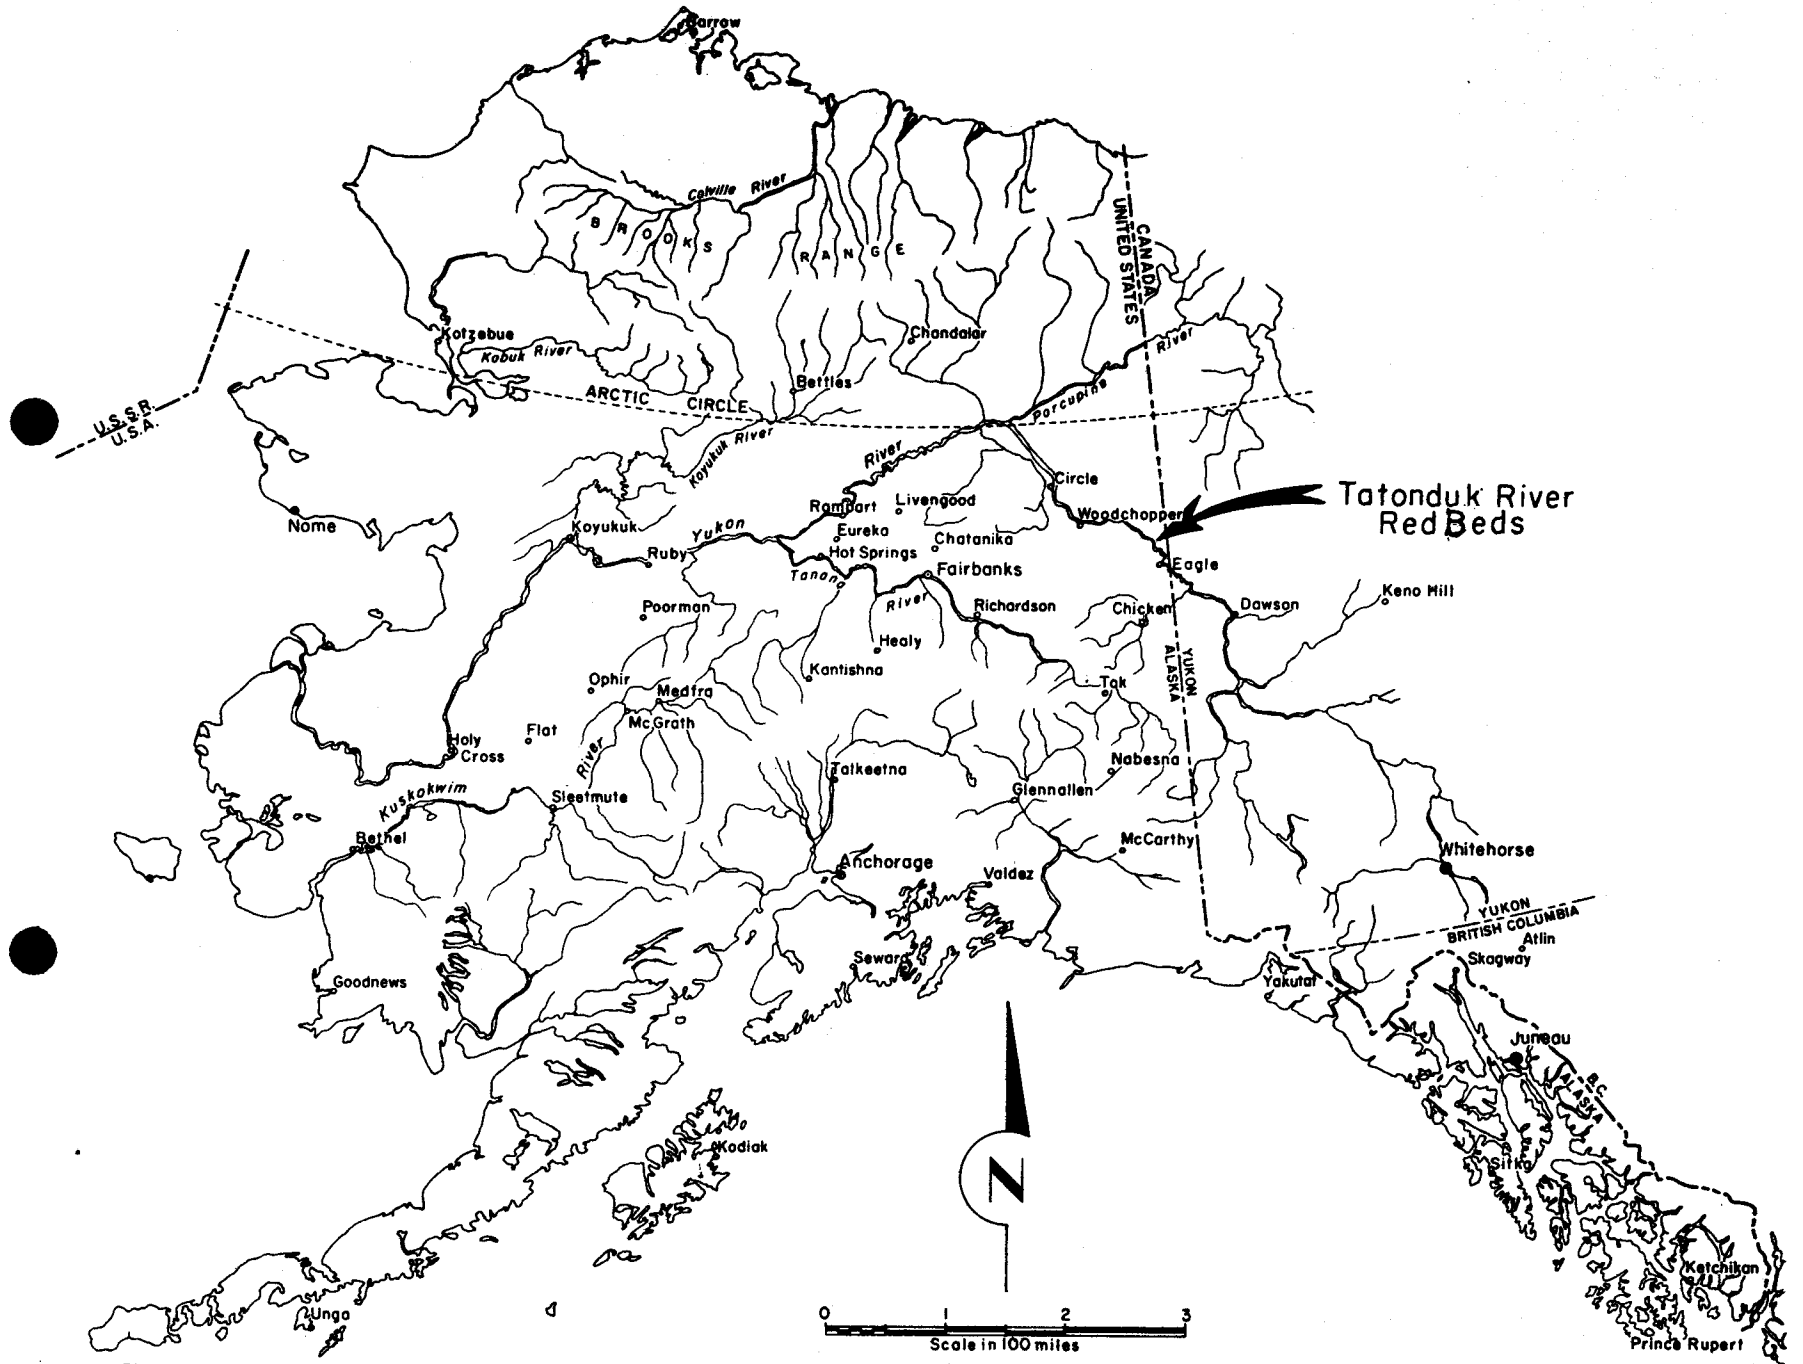 Barrow
Colville River
BROOKS
RANGE
CANADA
UNITED STATES
Kotzebue
Kobuk River
Chandalar
Porcupine River
Bettles
ARCTIC CIRCLE
U.S.S.R.
U.S.A.
Koyukuk River
River
Circle
Tatonduk River
Red Beds
Rampart
Livengood
Woodchopper
Nome
Koyukuk
Yukon
Eureka
Chatanika
Ruby
Hot Springs
Eagle
Tanana
Fairbanks
River
Keno Hill
Poorman
Richardson
Chicken
Dawson
Healy
YUKON
ALASKA
Kantishna
Ophir
Medfra
Tok
McGrath
Flat
Holy
Cross
River
Nabesna
Talkeetna
Kuskokwim
Sleetmute
Glennallen
Bethel
McCarthy
Whitehorse
Anchorage
Valdez
YUKON
BRITISH COLUMBIA
Atlin
Skagway
Seward
Goodnews
Yakutat
Juneau
B.C.
ALASKA
Kodiak
N
Sitka
Ketchikan
Unga
0 1 2 3
Scale in 100 miles
Prince Rupert